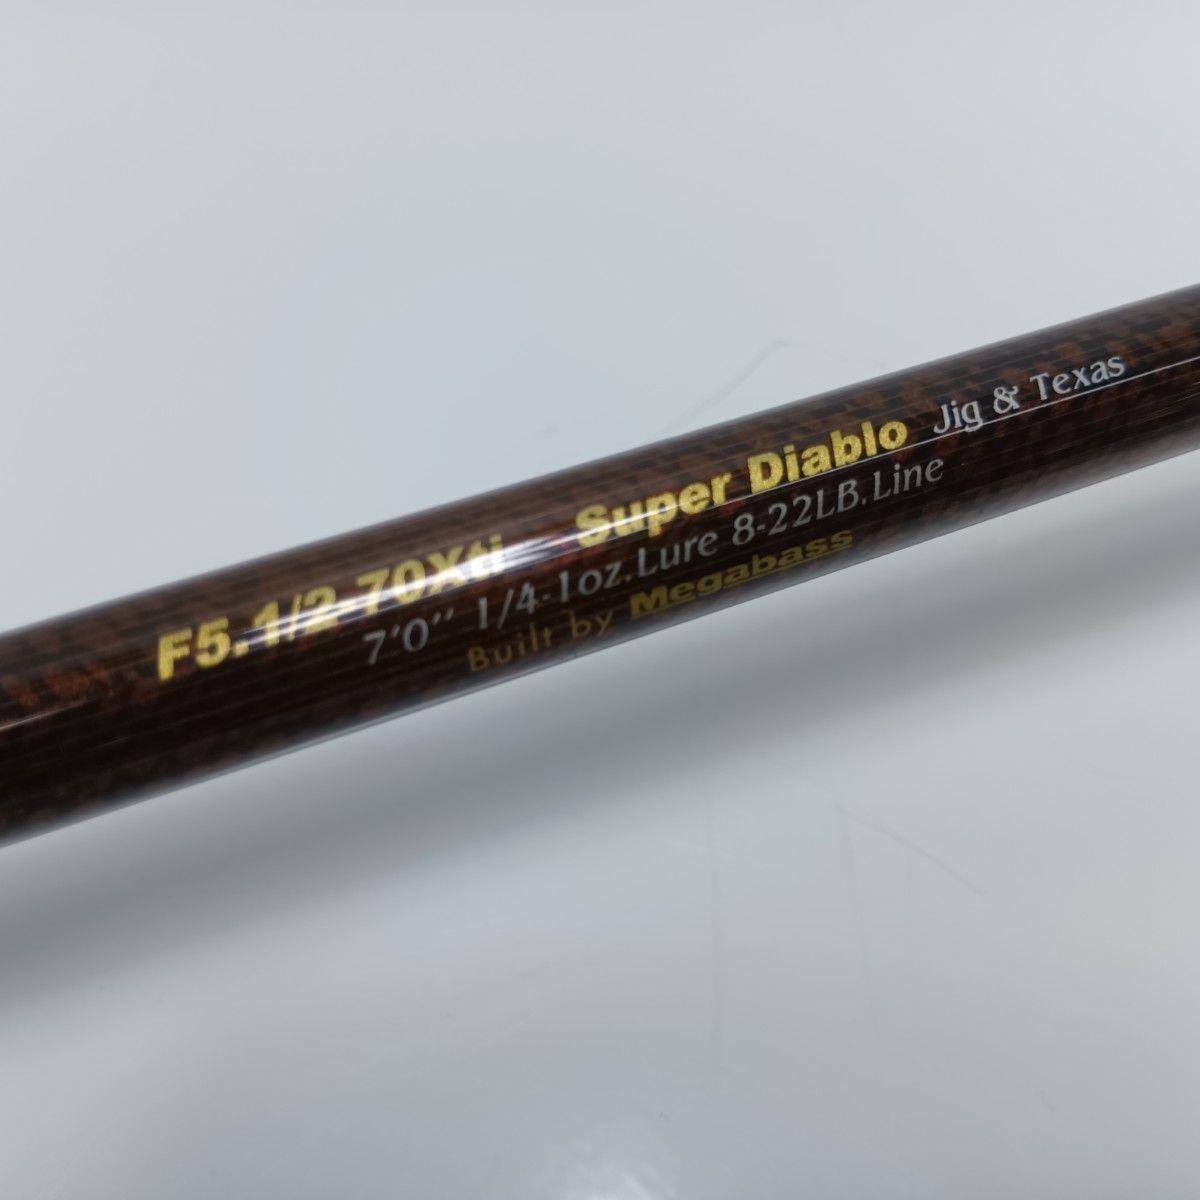 F5.1/2-70Xti Super Diablo Jig & Texas
7'0'' 1/4-1oz.Lure 8-22LB.Line
Built by Megabass